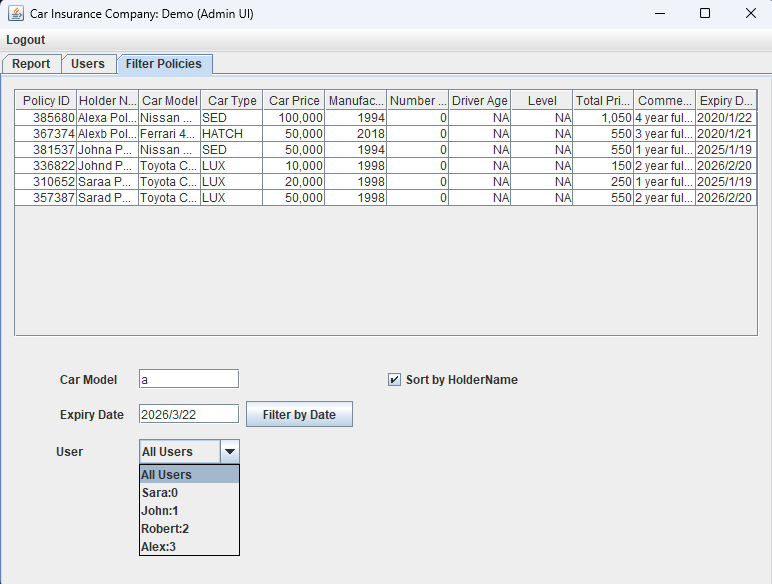 Car Insurance Company: Demo (Admin UI)
Logout
Report Users Filter Policies
Policy ID Holder N... Car Model Car Type Car Price Manufac... Number ... Driver Age Level Total Pri... Comme... Expiry D...
385680 Alexa Pol... Nissan ... SED 100,000 1994 0 NA NA 1,050 4 year ful... 2020/1/22
367374 Alexb Pol... Ferrari 4... HATCH 50,000 2018 0 NA NA 550 3 year ful... 2020/1/21
381537 Johna P... Nissan ... SED 50,000 1994 0 NA NA 550 1 year ful... 2025/1/19
336822 Johnd P... Toyota C... LUX 10,000 1998 0 NA NA 150 2 year ful... 2026/2/20
310652 Saraa P... Toyota C... LUX 20,000 1998 0 NA NA 250 1 year ful... 2025/1/19
357387 Sarad P... Toyota C... LUX 50,000 1998 0 NA NA 550 2 year ful... 2026/2/20
Car Model a Sort by HolderName
Expiry Date 2026/3/22 Filter by Date
User All Users
All Users
Sara:0
John:1
Robert:2
Alex:3